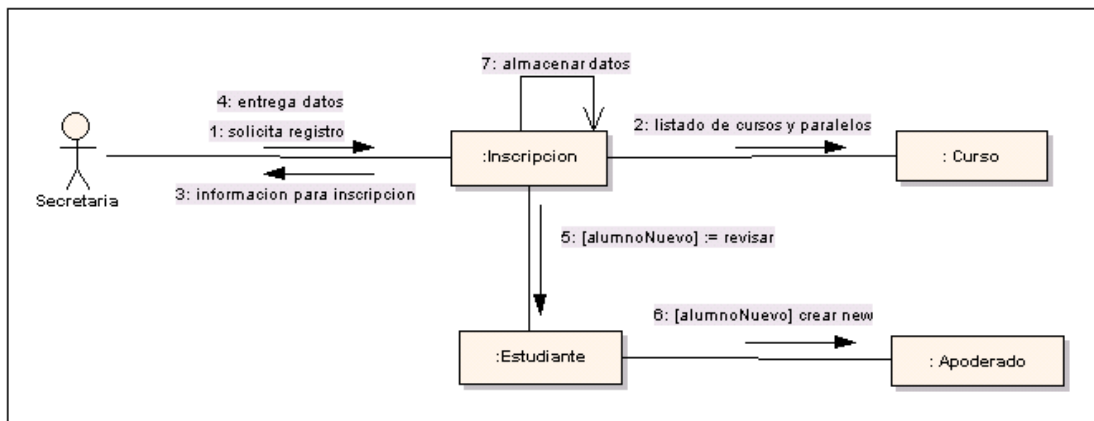 7: almacenar datos
4: entrega datos
1: solicita registro
2: listado de cursos y paralelos
:Inscripcion
: Curso
Secretaria
3: informacion para inscripcion
5: [alumnoNuevo] := revisar
6: [alumnoNuevo] crear new
:Estudiante
: Apoderado